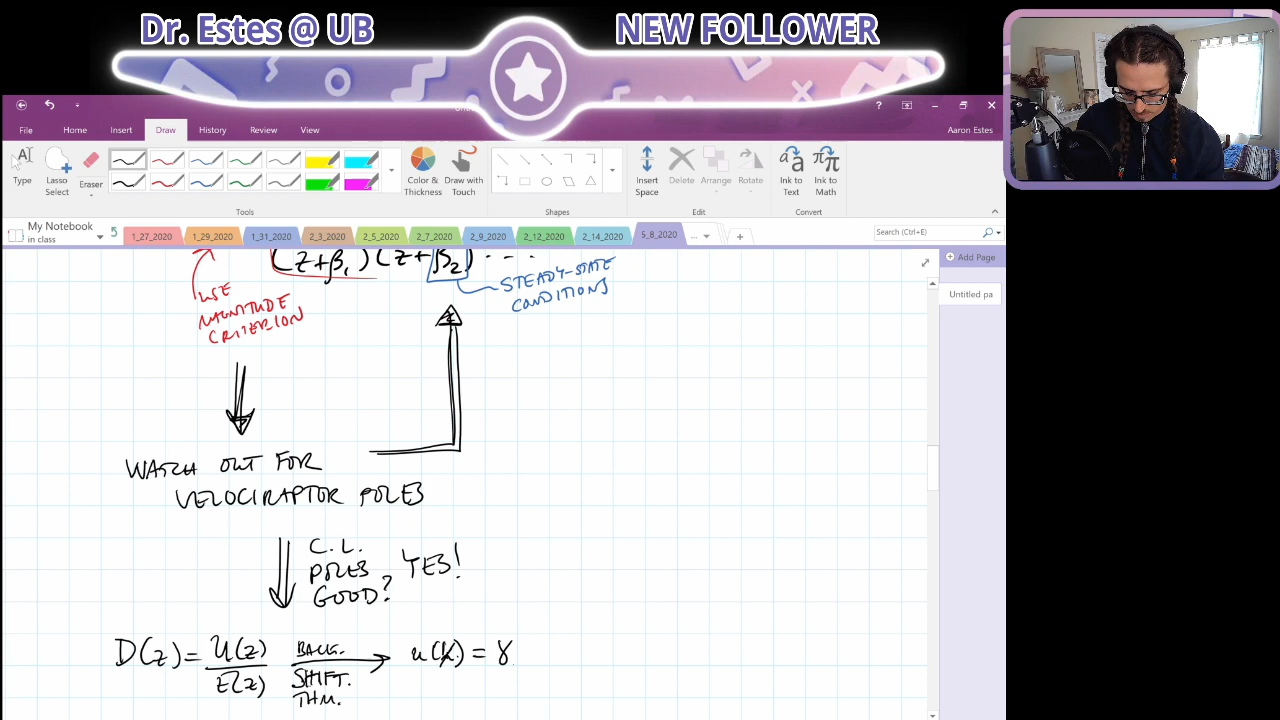 Dr. Estes @ UB
NEW FOLLOWER
File Home Insert Draw History Review View
Aaron Estes
Type
Lasso Select
Eraser
Color & Thickness
Draw with Touch
Insert Space
Delete
Arrange
Rotate
Ink to Text
Ink to Math
Tools
Shapes
Edit
Convert
My Notebook
in class
1_27_2020 1_29_2020 1_31_2020 2_3_2020 2_5_2020 2_7_2020 2_9_2020 2_12_2020 2_14_2020 5_8_2020 ...
Search (Ctrl+E)
Add Page
Untitled pa
(z+β₁)(z+β₂)...
USE
MAGNITUDE
CRITERION
STEADY-STATE
CONDITIONS
WATCH OUT FOR
VELOCIRAPTOR POLES
C.L.
POLES
GOOD?
YES!
D(z) = U(z)/E(z)
BACK.
SHIFT.
THM.
u(k) = γ